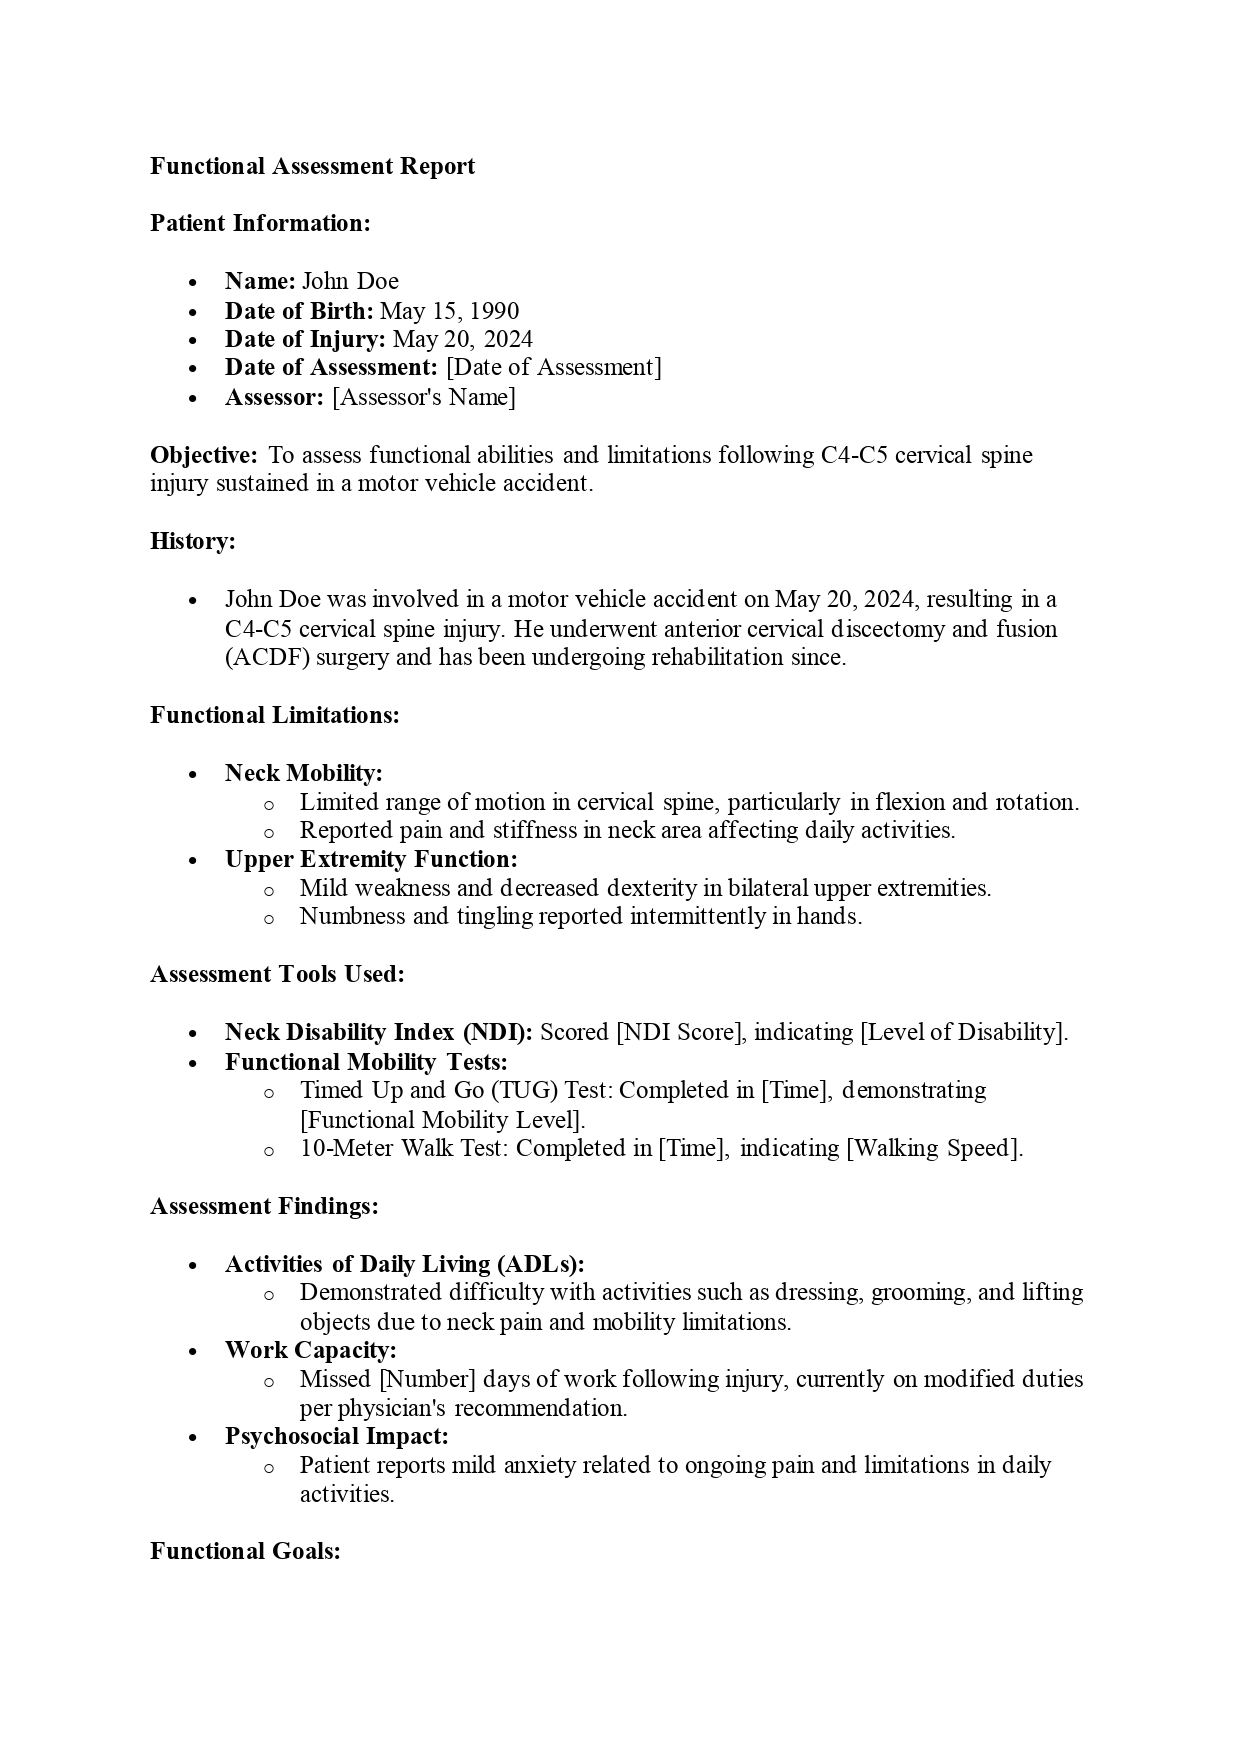 Functional Assessment Report
Patient Information:
• Name: John Doe
• Date of Birth: May 15, 1990
• Date of Injury: May 20, 2024
• Date of Assessment: [Date of Assessment]
• Assessor: [Assessor's Name]
Objective: To assess functional abilities and limitations following C4-C5 cervical spine
injury sustained in a motor vehicle accident.
History:
• John Doe was involved in a motor vehicle accident on May 20, 2024, resulting in a
C4-C5 cervical spine injury. He underwent anterior cervical discectomy and fusion
(ACDF) surgery and has been undergoing rehabilitation since.
Functional Limitations:
• Neck Mobility:
o Limited range of motion in cervical spine, particularly in flexion and rotation.
o Reported pain and stiffness in neck area affecting daily activities.
• Upper Extremity Function:
o Mild weakness and decreased dexterity in bilateral upper extremities.
o Numbness and tingling reported intermittently in hands.
Assessment Tools Used:
• Neck Disability Index (NDI): Scored [NDI Score], indicating [Level of Disability].
• Functional Mobility Tests:
o Timed Up and Go (TUG) Test: Completed in [Time], demonstrating
[Functional Mobility Level].
o 10-Meter Walk Test: Completed in [Time], indicating [Walking Speed].
Assessment Findings:
• Activities of Daily Living (ADLs):
o Demonstrated difficulty with activities such as dressing, grooming, and lifting
objects due to neck pain and mobility limitations.
• Work Capacity:
o Missed [Number] days of work following injury, currently on modified duties
per physician's recommendation.
• Psychosocial Impact:
o Patient reports mild anxiety related to ongoing pain and limitations in daily
activities.
Functional Goals: